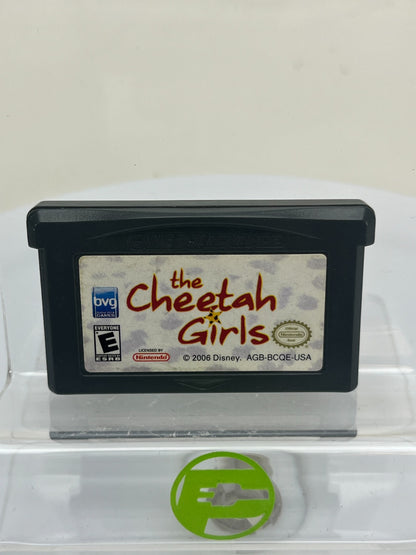 GAME BOY ADVANCE
the
Cheetah
Girls
bvg
EVERYONE
E
ESRB
LICENSED BY
Nintendo
© 2006 Disney. AGB-BCQE-USA
Official
Nintendo
Seal